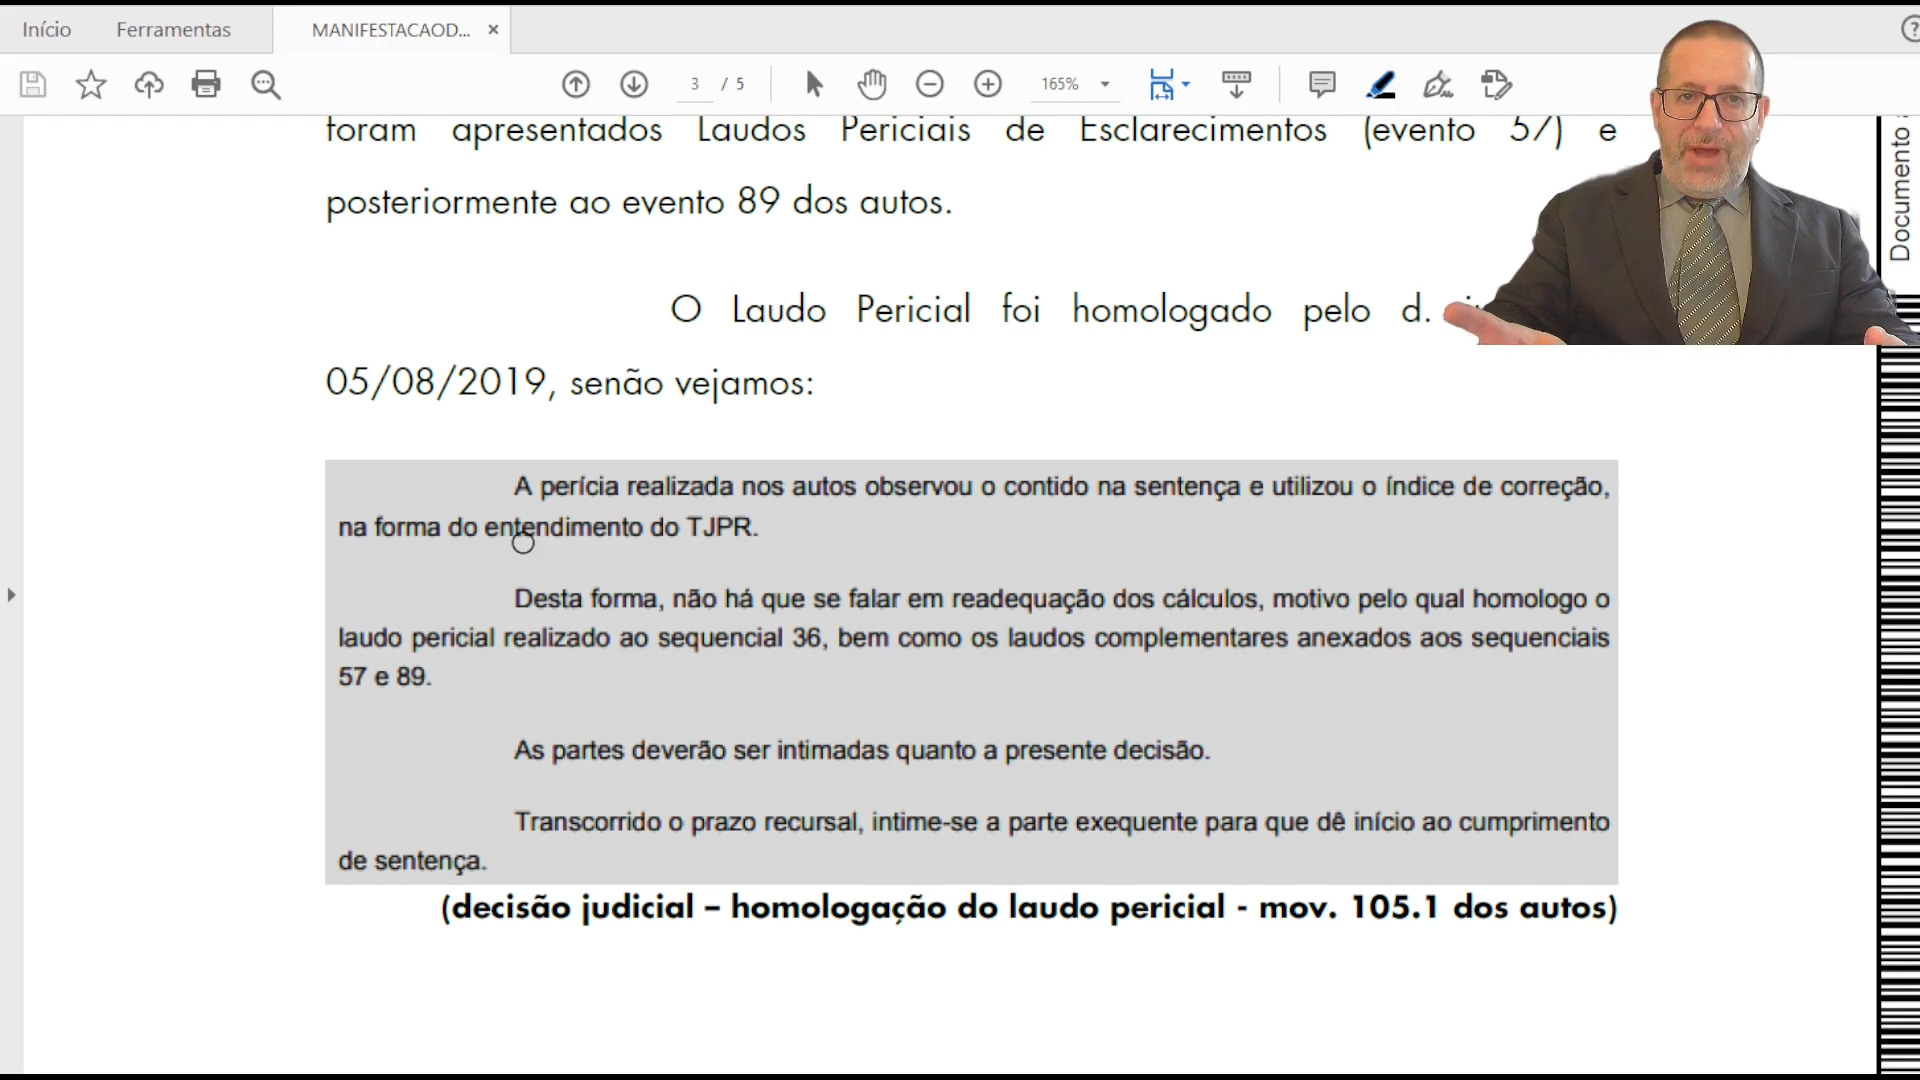 Início Ferramentas MANIFESTACAOD... ×
3 / 5 165%
foram apresentados Laudos Periciais de Esclarecimentos (evento 57) e
posteriormente ao evento 89 dos autos.
O Laudo Pericial foi homologado pelo d.
05/08/2019, senão vejamos:
A perícia realizada nos autos observou o contido na sentença e utilizou o índice de correção,
na forma do entendimento do TJPR.
Desta forma, não há que se falar em readequação dos cálculos, motivo pelo qual homologo o
laudo pericial realizado ao sequencial 36, bem como os laudos complementares anexados aos sequenciais
57 e 89.
As partes deverão ser intimadas quanto a presente decisão.
Transcorrido o prazo recursal, intime-se a parte exequente para que dê início ao cumprimento
de sentença.
(decisão judicial – homologação do laudo pericial - mov. 105.1 dos autos)
Documento